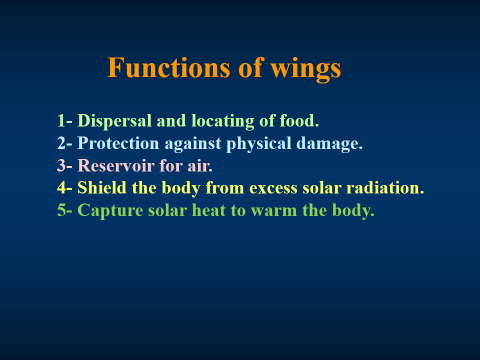 Functions of wings
1- Dispersal and locating of food.
2- Protection against physical damage.
3- Reservoir for air.
4- Shield the body from excess solar radiation.
5- Capture solar heat to warm the body.